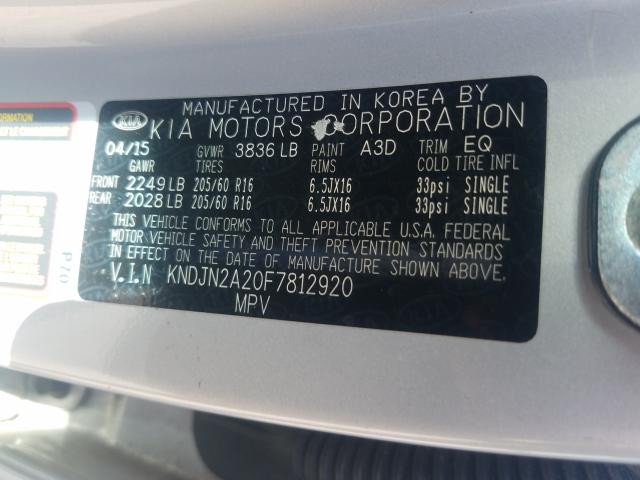 MANUFACTURED IN KOREA BY
KIA KIA MOTORS CORPORATION
04/15 GVWR 3836 LB PAINT A3D TRIM EQ
GAWR TIRES RIMS COLD TIRE INFL
FRONT 2249 LB 205/60 R16 6.5JX16 33psi SINGLE
REAR 2028 LB 205/60 R16 6.5JX16 33psi SINGLE
THIS VEHICLE CONFORMS TO ALL APPLICABLE U.S.A. FEDERAL
MOTOR VEHICLE SAFETY AND THEFT PREVENTION STANDARDS
IN EFFECT ON THE DATE OF MANUFACTURE SHOWN ABOVE.
V.I.N KNDJN2A20F7812920
MPV
P70